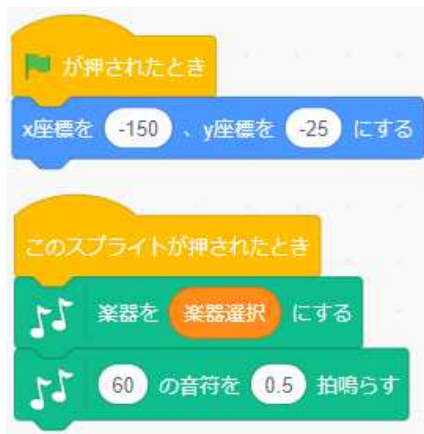 が押されたとき
x座標を -150 、y座標を -25 にする
このスプライトが押されたとき
楽器を 楽器選択 にする
60 の音符を 0.5 拍鳴らす